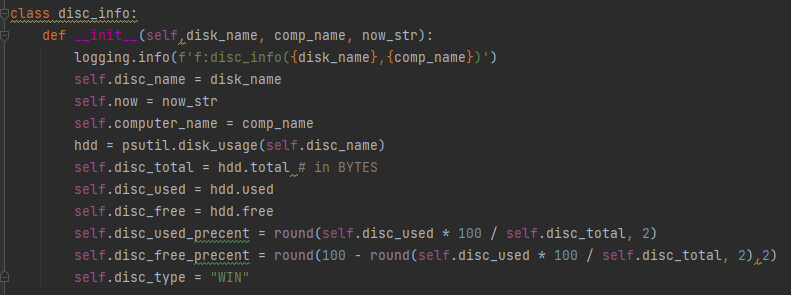 class disc_info:
    def __init__(self,disk_name, comp_name, now_str):
        logging.info(f'f:disc_info({disk_name},{comp_name})')
        self.disc_name = disk_name
        self.now = now_str
        self.computer_name = comp_name
        hdd = psutil.disk_usage(self.disc_name)
        self.disc_total = hdd.total # in BYTES
        self.disc_used = hdd.used
        self.disc_free = hdd.free
        self.disc_used_precent = round(self.disc_used * 100 / self.disc_total, 2)
        self.disc_free_precent = round(100 - round(self.disc_used * 100 / self.disc_total, 2),2)
        self.disc_type = "WIN"